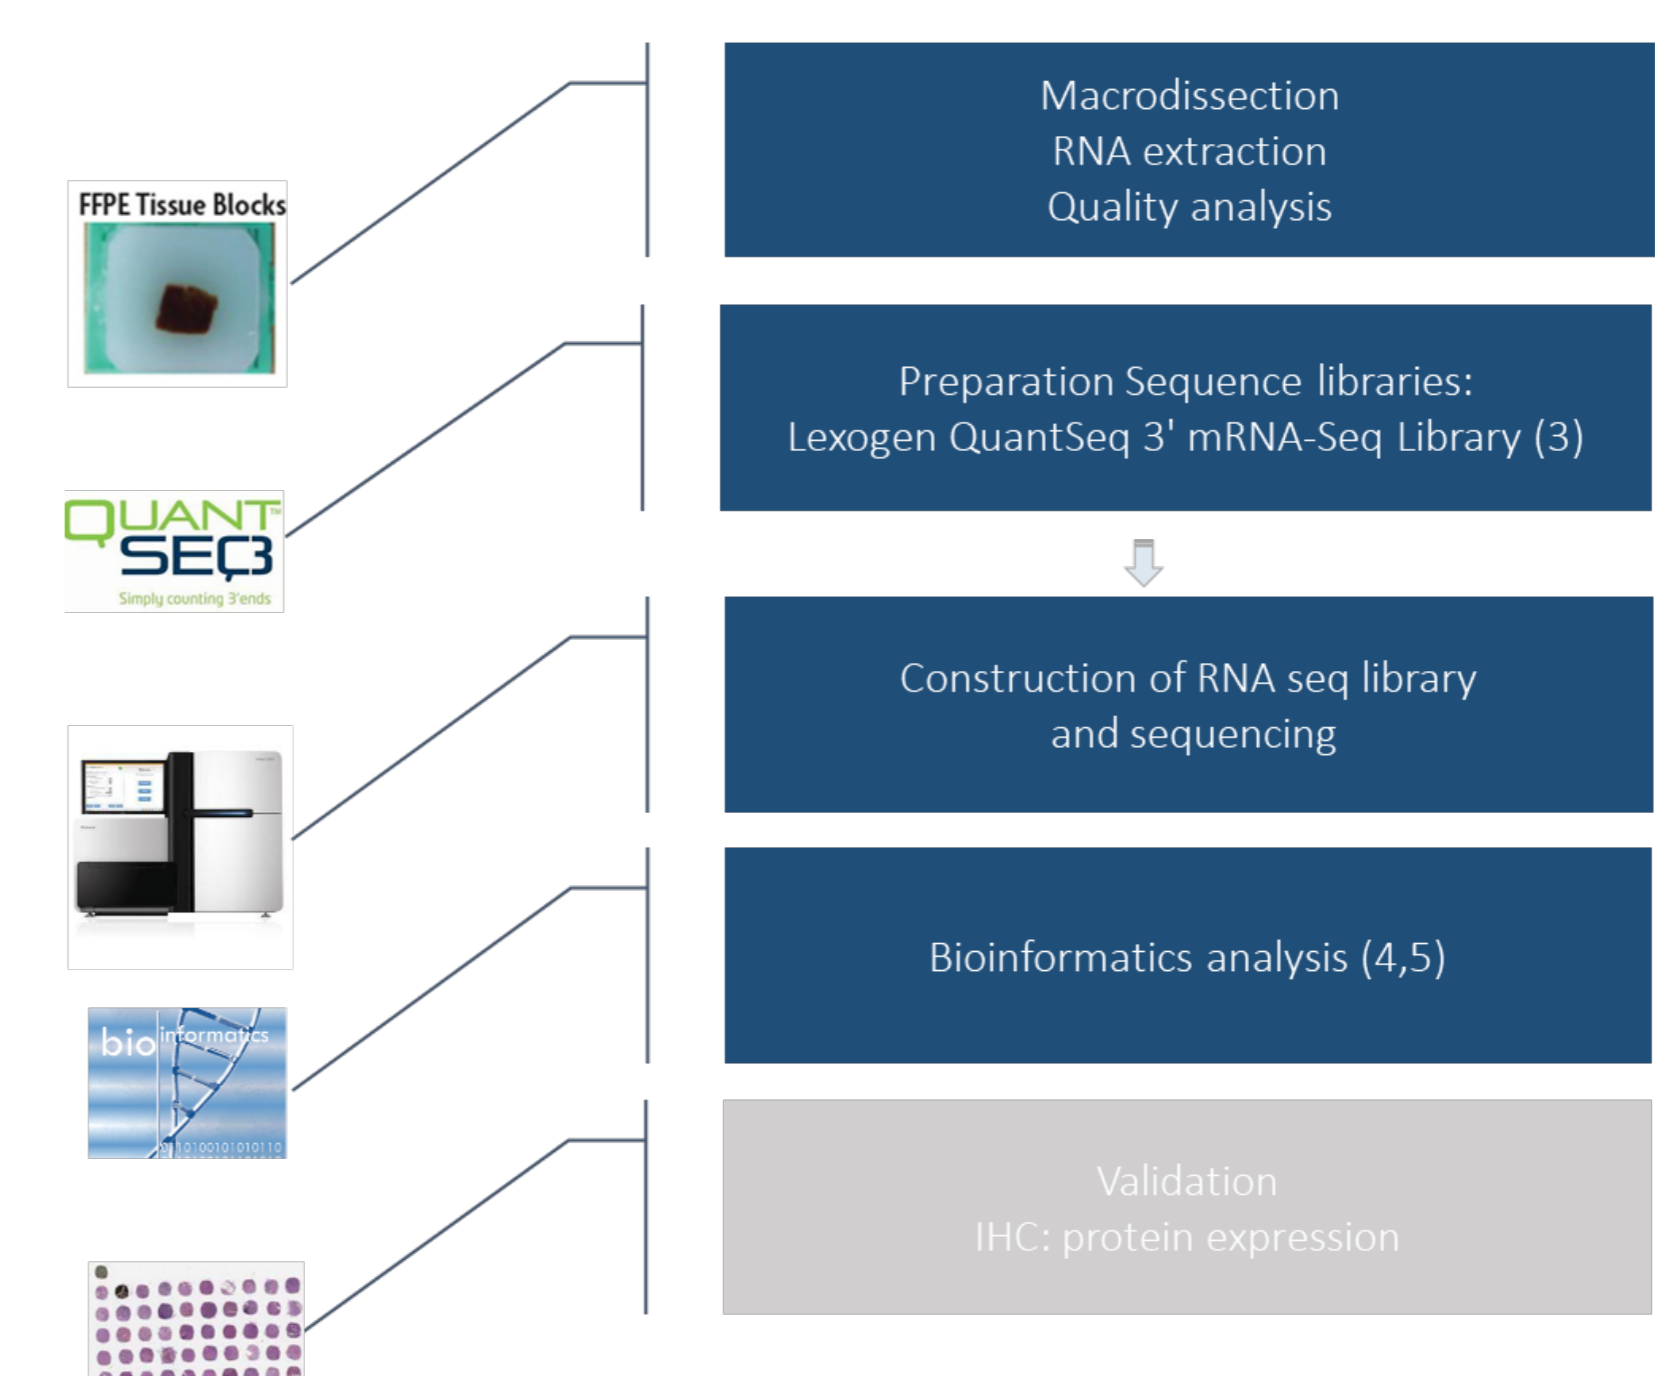 Macrodissection
RNA extraction
Quality analysis
FFPE Tissue Blocks
Preparation Sequence libraries:
Lexogen QuantSeq 3' mRNA-Seq Library (3)
QUANT™
SEQ3
Simply counting 3'ends
Construction of RNA seq library
and sequencing
Bioinformatics analysis (4,5)
bio informatics
Validation
IHC: protein expression